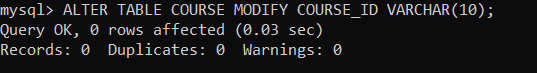 mysql> ALTER TABLE COURSE MODIFY COURSE_ID VARCHAR(10);
Query OK, 0 rows affected (0.03 sec)
Records: 0  Duplicates: 0  Warnings: 0